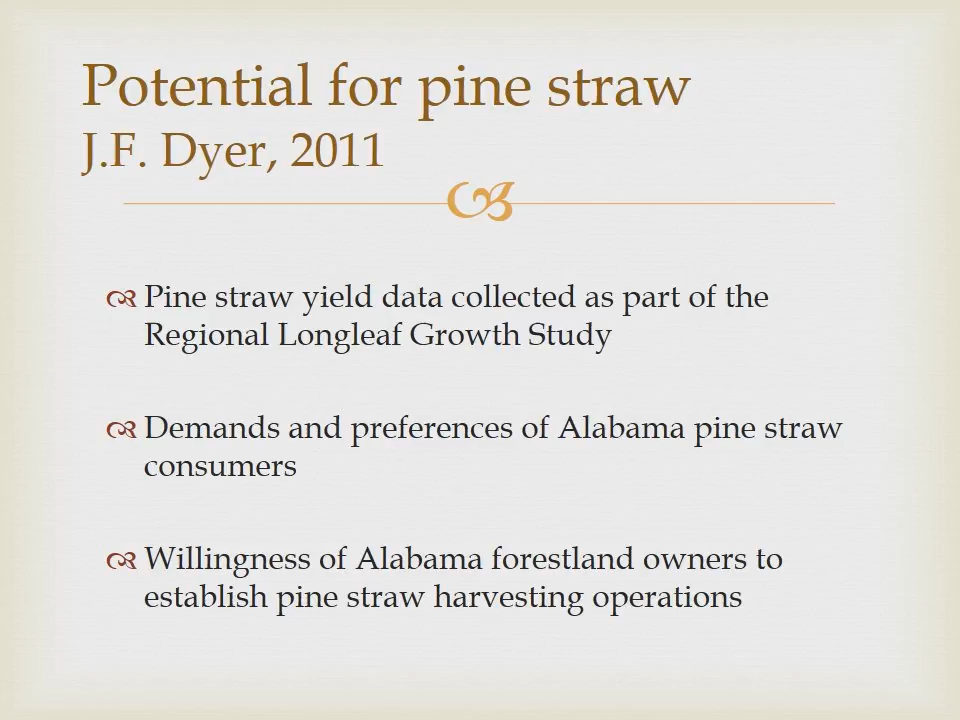 Potential for pine straw
J.F. Dyer, 2011
Pine straw yield data collected as part of the
Regional Longleaf Growth Study
Demands and preferences of Alabama pine straw
consumers
Willingness of Alabama forestland owners to
establish pine straw harvesting operations